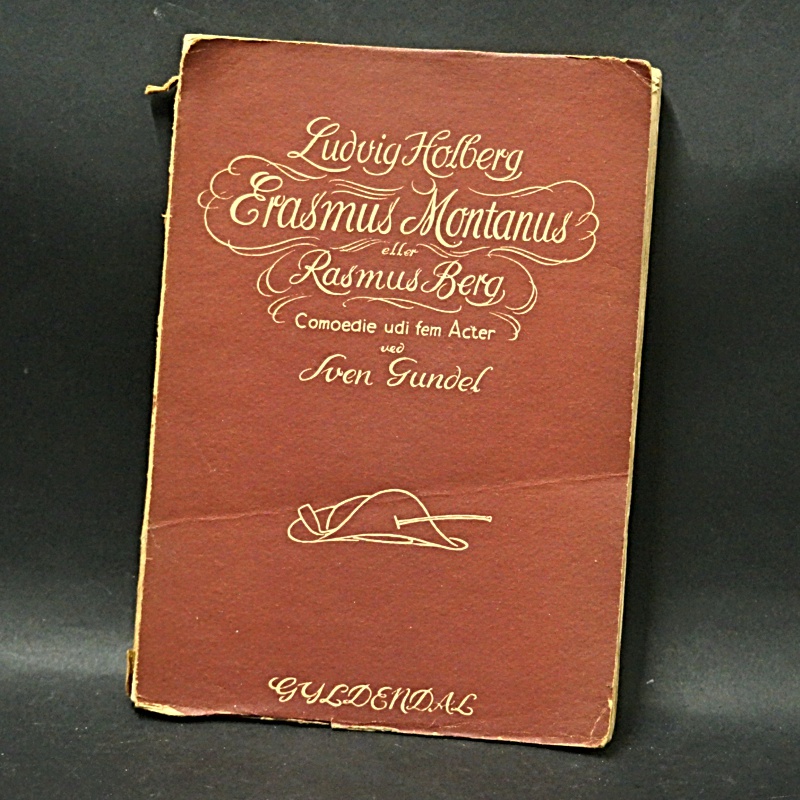 Ludvig Holberg
Erasmus Montanus
eller
Rasmus Berg
Comoedie udi fem Acter
ved
Sven Gundel
GYLDENDAL